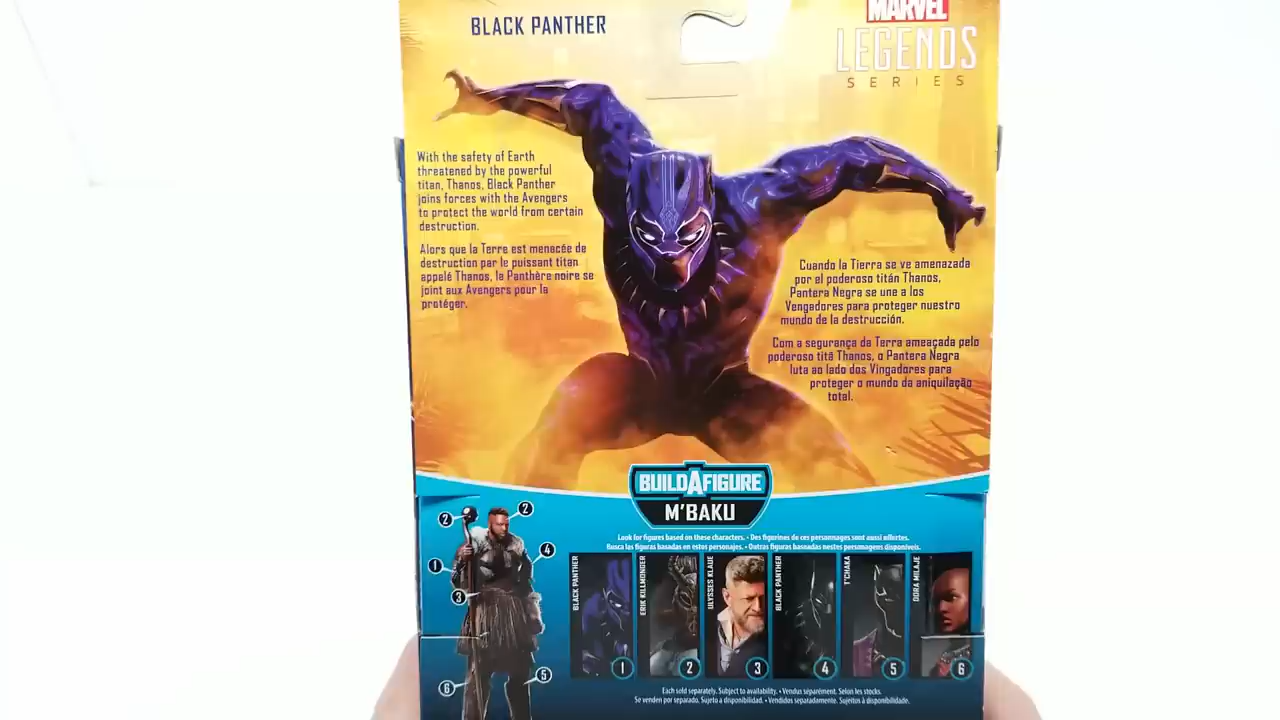 BLACK PANTHER
MARVEL
LEGENDS
SERIES
With the safety of Earth
threatened by the powerful
titan, Thanos, Black Panther
joins forces with the Avengers
to protect the world from certain
destruction.
Alors que la Terre est menacée de
destruction par le puissant titan
appelé Thanos, la Panthère noire se
joint aux Avengers pour la
protéger.
Cuando la Tierra se ve amenazada
por el poderoso titán Thanos,
Pantera Negra se une a los
Vengadores para proteger nuestro
mundo de la destrucción.
Com a segurança da Terra ameaçada pelo
poderoso titã Thanos, o Pantera Negra
luta ao lado dos Vingadores para
proteger o mundo da aniquilação
total.
BUILD A FIGURE
M'BAKU
Look for figures based on these characters. • Des figurines de ces personnages sont aussi offertes.
Busca las figuras basadas en estos personajes. • Outras figuras baseadas nestes personagens disponíveis.
2
2
1
4
3
6
5
BLACK PANTHER
1
ERIK KILLMONGER
2
ULYSSES KLAUE
3
BLACK PANTHER
4
T'CHAKA
5
DORA MILAJE
6
Each sold separately. Subject to availability. • Vendus séparément. Selon les stocks.
Se venden por separado. Sujeto a disponibilidad. • Vendidos separadamente. Sujeitos à disponibilidade.